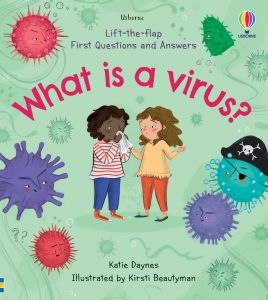 Usborne
Lift-the-flap
First Questions and Answers
USBORNE
What is a virus?
Katie Daynes
Illustrated by Kirsti Beautyman